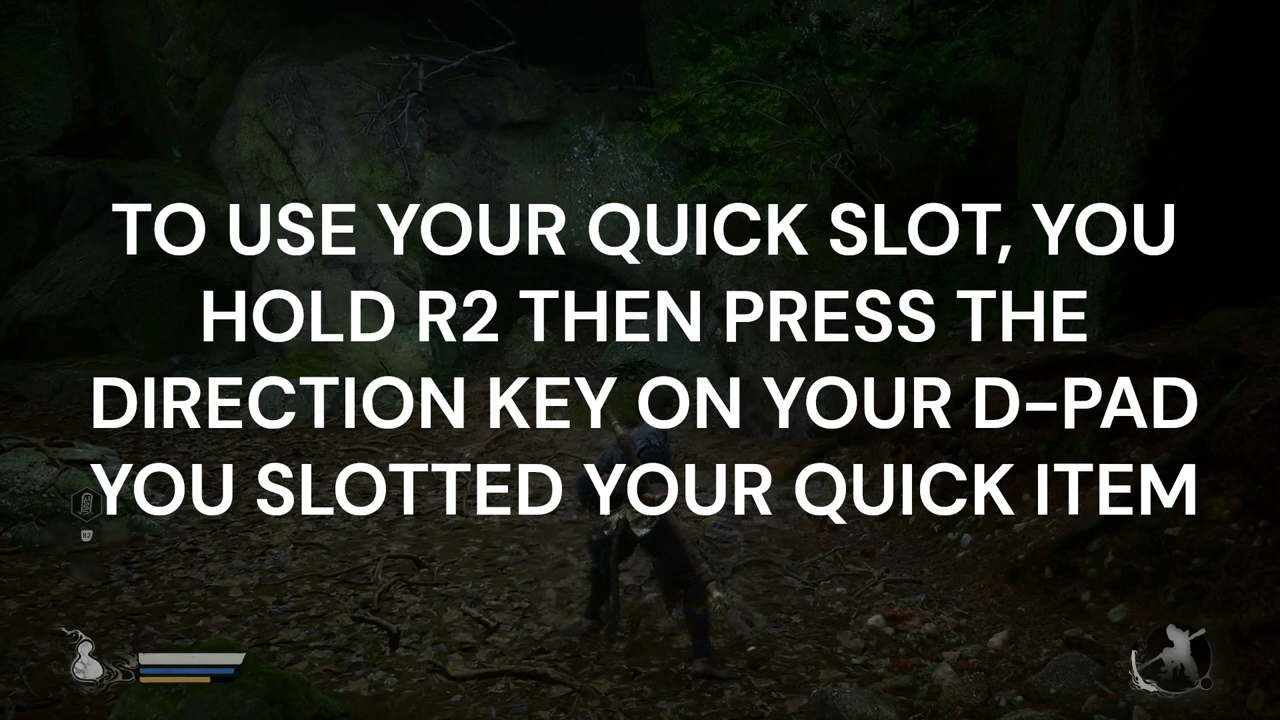 TO USE YOUR QUICK SLOT, YOU
HOLD R2 THEN PRESS THE
DIRECTION KEY ON YOUR D-PAD
YOU SLOTTED YOUR QUICK ITEM
R2